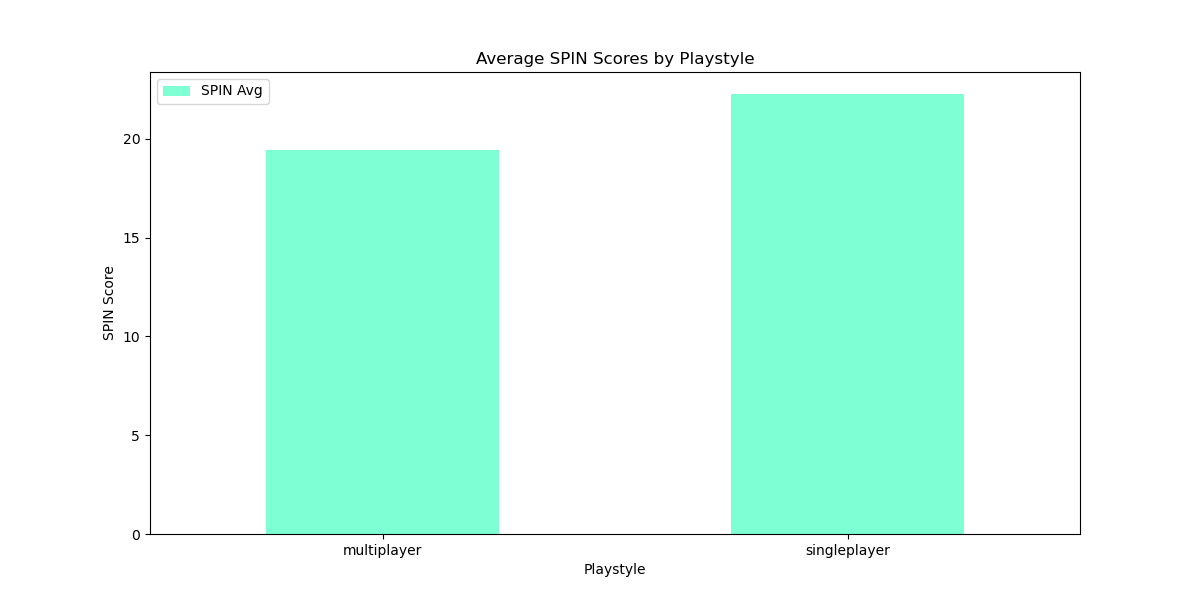 Average SPIN Scores by Playstyle
SPIN Avg
SPIN Score
20
15
10
5
0
multiplayer
singleplayer
Playstyle